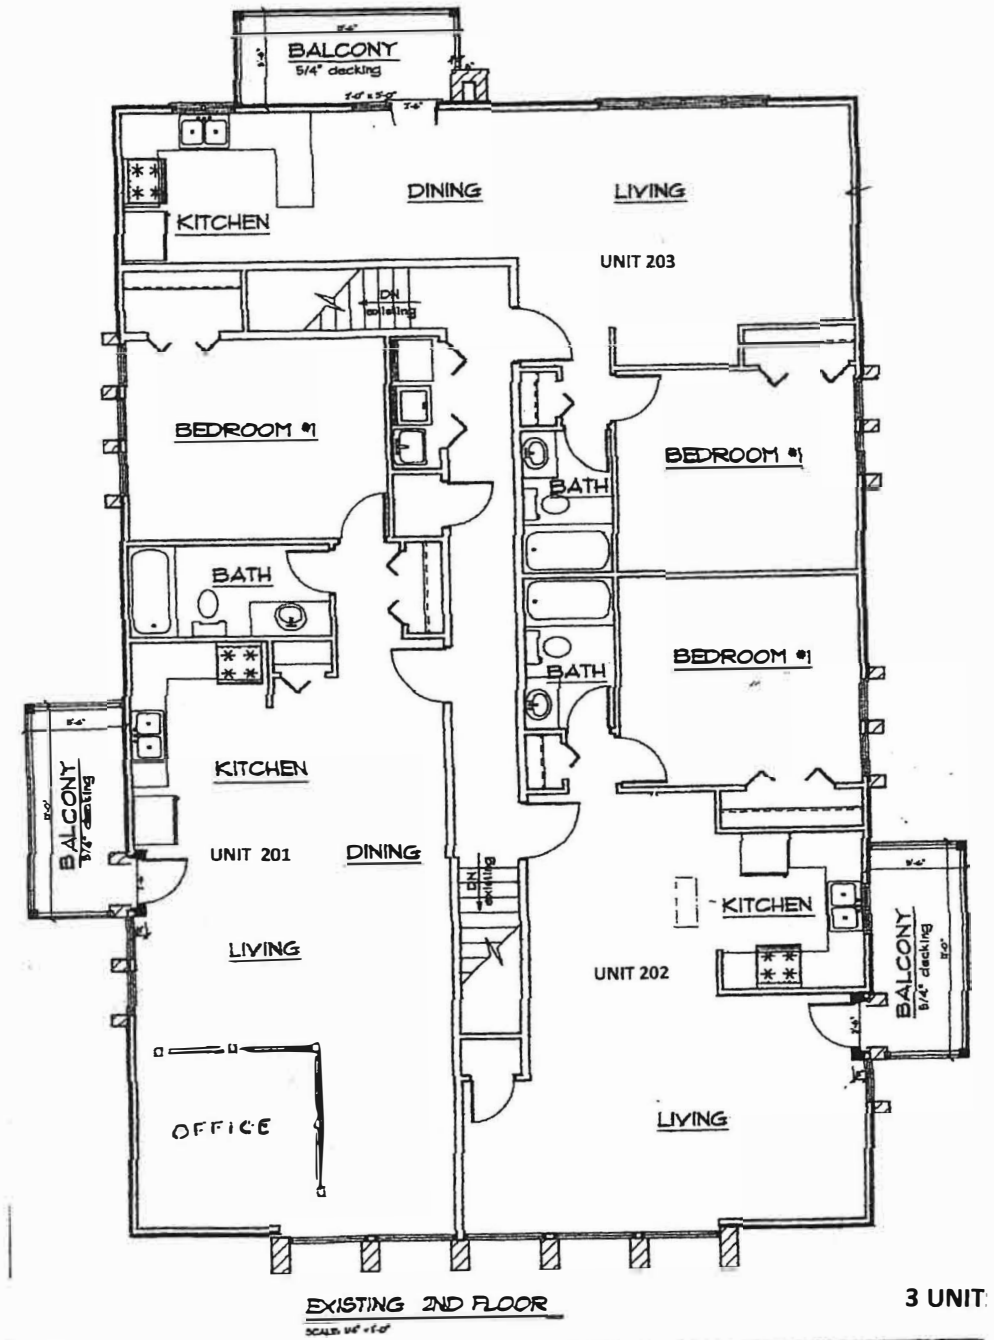 BALCONY
5/4" decking
KITCHEN
DINING
LIVING
UNIT 203
DN
existing
BEDROOM #1
BEDROOM #1
BATH
BATH
BATH
BEDROOM #1
KITCHEN
BALCONY
5/4" decking
UNIT 201
DINING
DN
existing
KITCHEN
LIVING
UNIT 202
BALCONY
5/4" decking
OFFICE
LIVING
EXISTING 2ND FLOOR
3 UNIT